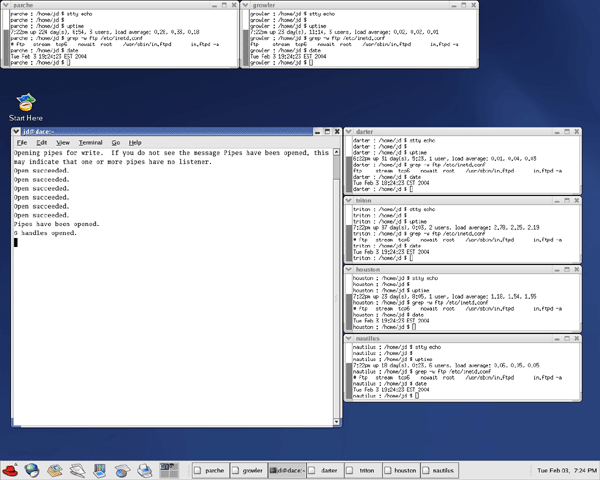 parche
parche : /home/jd $ stty echo
parche : /home/jd $
parche : /home/jd $ uptime
7:22pm up 224 day(s), 6:54, 3 users, load average: 0,28, 0,33, 0,18
parche : /home/jd $ grep -w ftp /etc/inetd.conf
# ftp stream tcp6 nowait root /usr/sbin/in.ftpd in.ftpd -a
parche : /home/jd $ date
Tue Feb 3 19:24:23 EST 2004
parche : /home/jd $
growler
growler : /home/jd $ stty echo
growler : /home/jd $
growler : /home/jd $ uptime
7:22pm up 23 day(s), 11:14, 3 users, load average: 0,02, 0,02, 0,01
growler : /home/jd $ grep -w ftp /etc/inetd.conf
ftp stream tcp6 nowait root /usr/sbin/in.ftpd in.ftpd -a
growler : /home/jd $ date
Tue Feb 3 19:24:23 EST 2004
growler : /home/jd $
Start Here
jd@dace:~
File Edit View Terminal Go Help
Opening pipes for write. If you do not see the message Pipes have been opened, this
may indicate that one or more pipes have no listener.
Open succeeded.
Open succeeded.
Open succeeded.
Open succeeded.
Open succeeded.
Open succeeded.
Pipes have been opened.
6 handles opened.
darter
darter : /home/jd $ stty echo
darter : /home/jd $
darter : /home/jd $ uptime
6:22pm up 31 day(s), 9:23, 1 user, load average: 0,01, 0,04, 0,05
darter : /home/jd $ grep -w ftp /etc/inetd.conf
ftp stream tcp6 nowait root /usr/sbin/in.ftpd in.ftpd -a
darter : /home/jd $ date
Tue Feb 3 18:24:23 EST 2004
darter : /home/jd $
triton
triton : /home/jd $ stty echo
triton : /home/jd $
triton : /home/jd $ uptime
7:22pm up 37 day(s), 0:03, 2 users, load average: 2,78, 2,25, 2,19
triton : /home/jd $ grep -w ftp /etc/inetd.conf
# ftp stream tcp6 nowait root /usr/sbin/in.ftpd in.ftpd -a
triton : /home/jd $ date
Tue Feb 3 19:24:23 EST 2004
triton : /home/jd $
houston
houston : /home/jd $ stty echo
houston : /home/jd $
houston : /home/jd $ uptime
7:22pm up 23 day(s), 8:05, 1 user, load average: 1,18, 1,54, 1,55
houston : /home/jd $ grep -w ftp /etc/inetd.conf
# ftp stream tcp6 nowait root /usr/sbin/in.ftpd in.ftpd -a
houston : /home/jd $ date
Tue Feb 3 19:24:23 EST 2004
houston : /home/jd $
nautilus
nautilus : /home/jd $ stty echo
nautilus : /home/jd $
nautilus : /home/jd $ uptime
7:22pm up 18 day(s), 0:23, 6 users, load average: 0,06, 0,05, 0,05
nautilus : /home/jd $ grep -w ftp /etc/inetd.conf
# ftp stream tcp6 nowait root /usr/sbin/in.ftpd in.ftpd -a
nautilus : /home/jd $ date
Tue Feb 3 19:24:23 EST 2004
nautilus : /home/jd $
parche growler jd@dace:~ darter triton houston nautilus Tue Feb 03, 7:24 PM